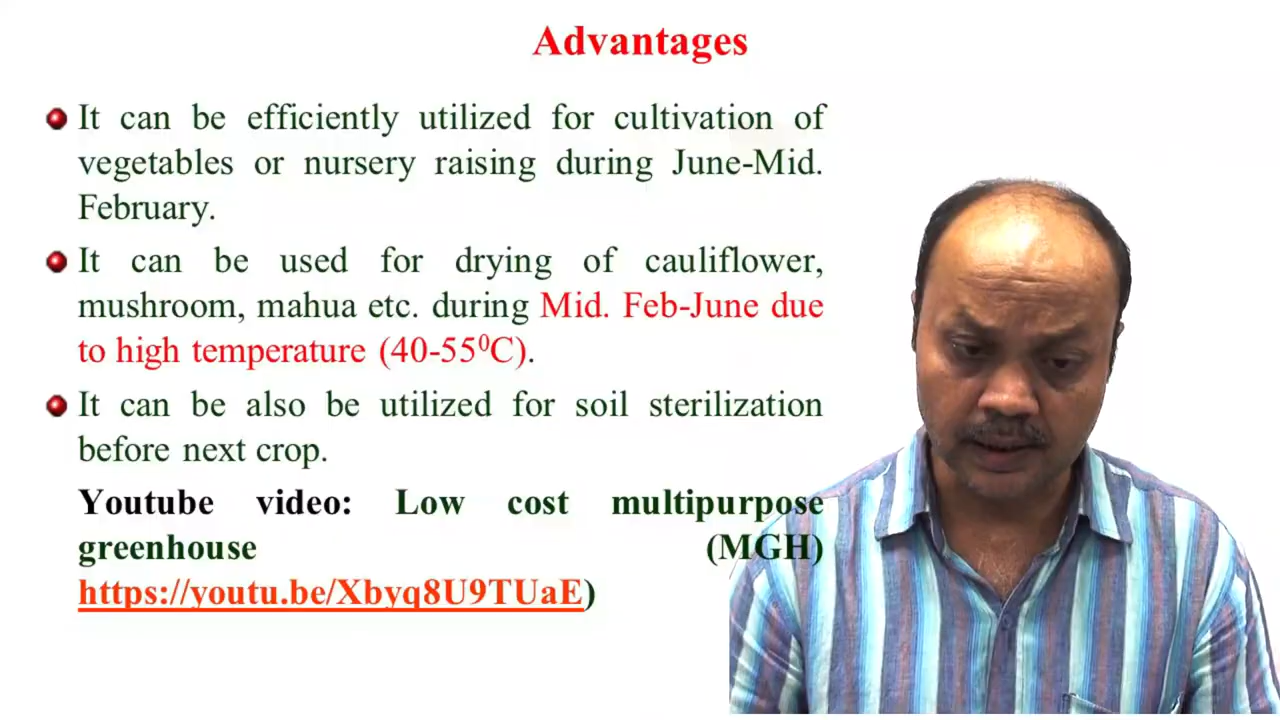 Advantages
It can be efficiently utilized for cultivation of
vegetables or nursery raising during June-Mid.
February.
It can be used for drying of cauliflower,
mushroom, mahua etc. during Mid. Feb-June due
to high temperature (40-55⁰C).
It can be also be utilized for soil sterilization
before next crop.
Youtube video: Low cost multipurpose
greenhouse (MGH)
https://youtu.be/Xbyq8U9TUaE)